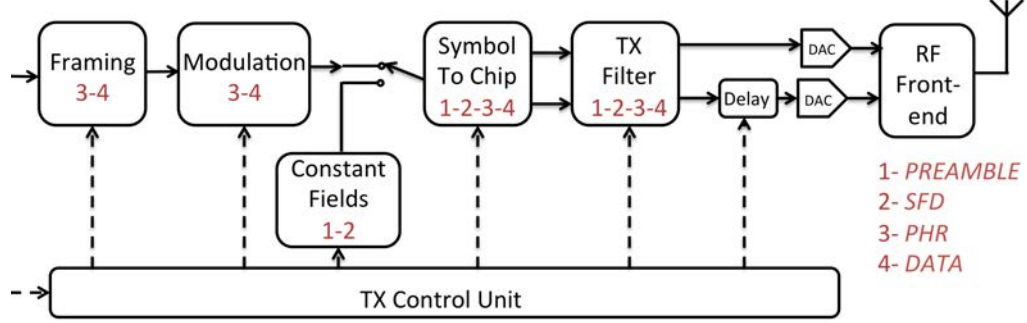 Framing
3-4
Modulation
3-4
Constant
Fields
1-2
Symbol
To Chip
1-2-3-4
TX
Filter
1-2-3-4
Delay
DAC
DAC
RF
Front-
end
1- PREAMBLE
2- SFD
3- PHR
4- DATA
TX Control Unit